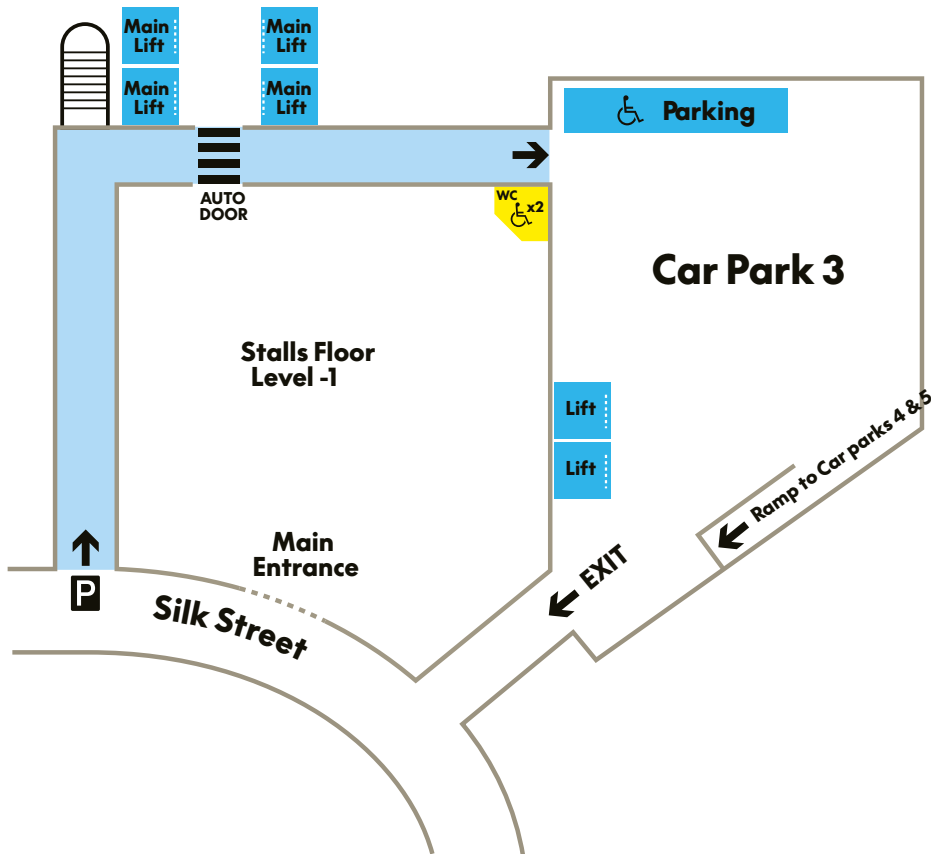 Main
Lift
Main
Lift
Main
Lift
Main
Lift
Parking
AUTO
DOOR
WC
x2
Car Park 3
Stalls Floor
Level -1
Lift
Lift
Ramp to Car parks 4 & 5
Main
Entrance
EXIT
P
Silk Street